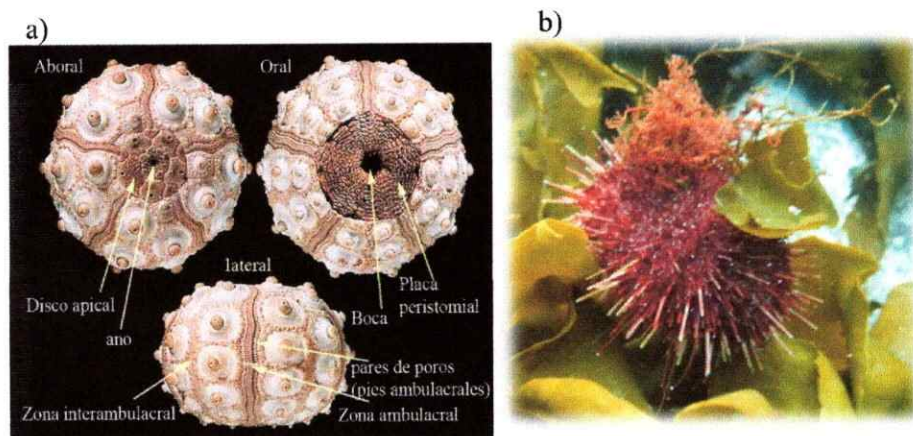 a)
b)
Aboral
Oral
lateral
Disco apical
ano
Boca
Placa
peristomial
pares de poros
(pies ambulacrales)
Zona interambulacral
Zona ambulacral